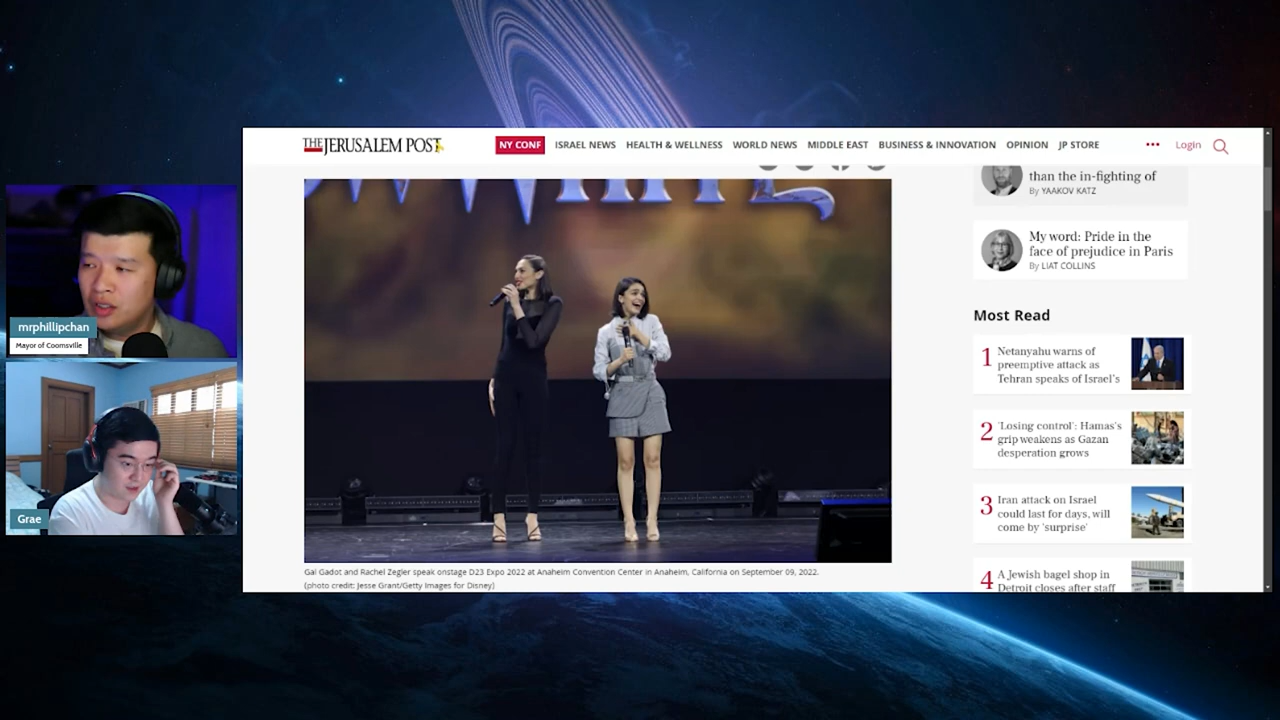 THE JERUSALEM POST
NY CONF
ISRAEL NEWS
HEALTH & WELLNESS
WORLD NEWS
MIDDLE EAST
BUSINESS & INNOVATION
OPINION
JP STORE
Login
than the in-fighting of
By YAAKOV KATZ
My word: Pride in the
face of prejudice in Paris
By LIAT COLLINS
Most Read
1
Netanyahu warns of
preemptive attack as
Tehran speaks of Israel's
2
'Losing control': Hamas's
grip weakens as Gazan
desperation grows
3
Iran attack on Israel
could last for days, will
come by 'surprise'
4
A Jewish bagel shop in
Detroit closes after staff
Gal Gadot and Rachel Zegler speak onstage D23 Expo 2022 at Anaheim Convention Center in Anaheim, California on September 09, 2022.
(photo credit: Jesse Grant/Getty Images for Disney)
mrphillipchan
Mayor of Coomsville
Grae